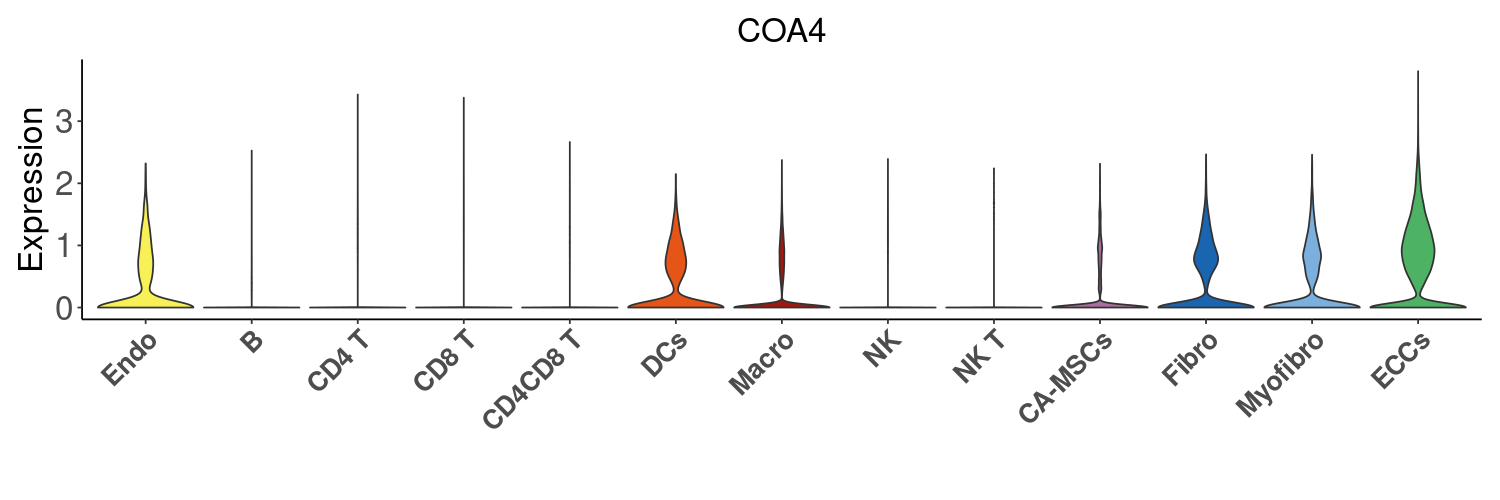 COA4
Expression
3
2
1
0
Endo
B
CD4 T
CD8 T
CD4CD8 T
DCs
Macro
NK
NK T
CA-MSCs
Fibro
Myofibro
ECCs